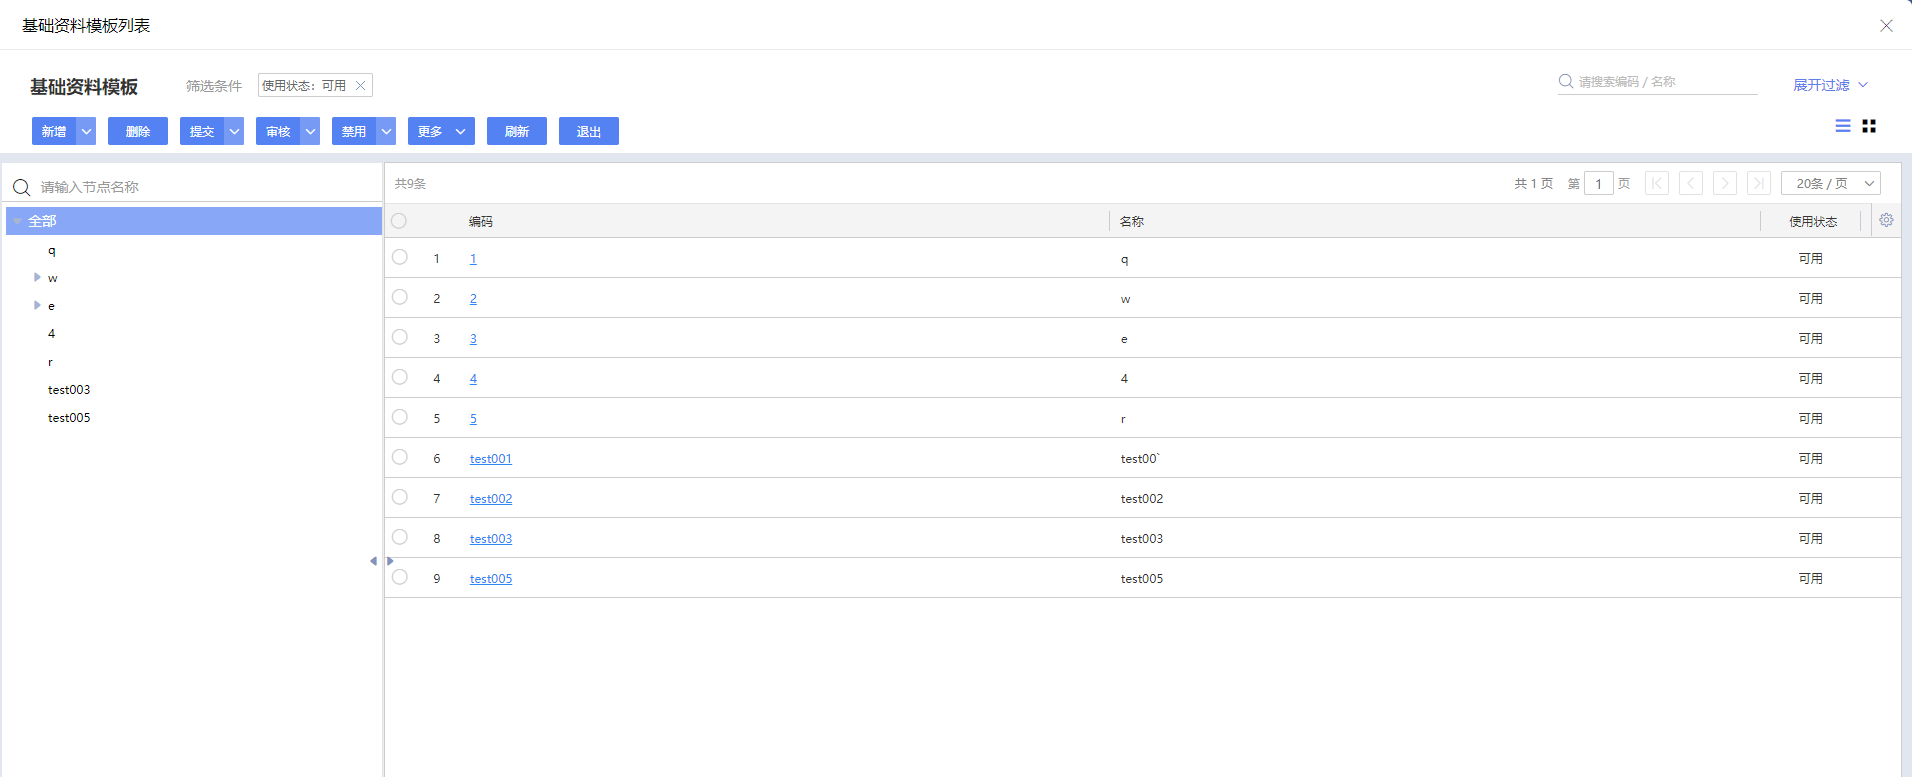 基础资料模板列表
基础资料模板 筛选条件 使用状态：可用 请搜索编码 / 名称 展开过滤
新增 删除 提交 审核 禁用 更多 刷新 退出
请输入节点名称
全部
q
w
e
4
r
test003
test005
共9条 共 1 页 第 1 页 20条 / 页
编码 名称 使用状态
1 1 q 可用
2 2 w 可用
3 3 e 可用
4 4 4 可用
5 5 r 可用
6 test001 test00` 可用
7 test002 test002 可用
8 test003 test003 可用
9 test005 test005 可用